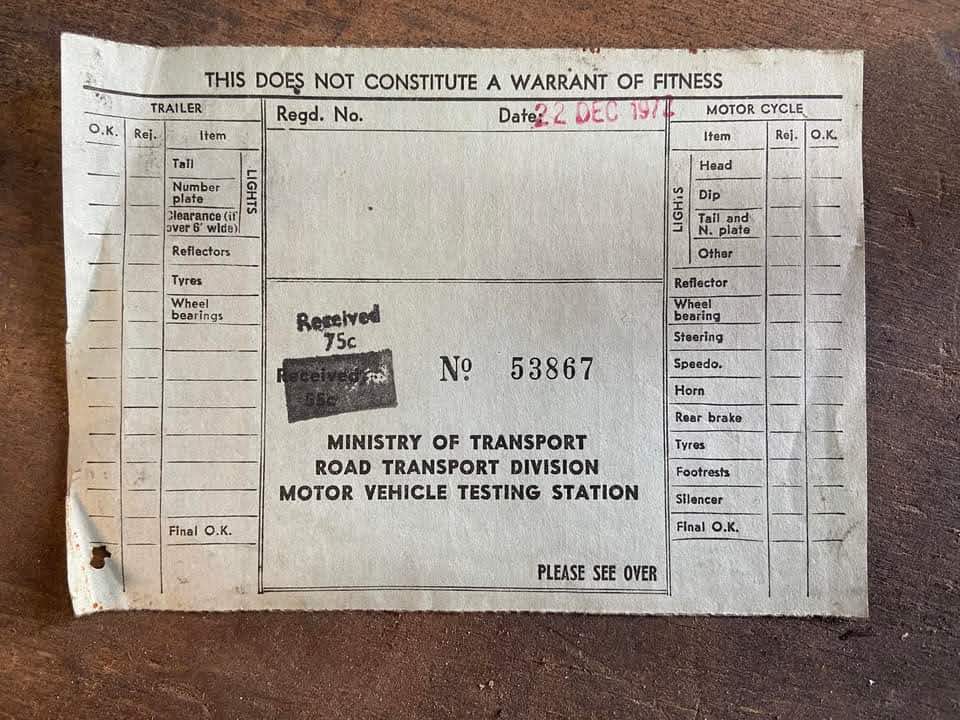 THIS DOES NOT CONSTITUTE A WARRANT OF FITNESS
TRAILER
O.K. Rej. Item
LIGHTS
Tail
Number
plate
Clearance (if
over 6' wide)
Reflectors
Tyres
Wheel
bearings
Final O.K.
Regd. No. Date: 22 DEC
Received
75c
Received
55c
Nº 53867
MINISTRY OF TRANSPORT
ROAD TRANSPORT DIVISION
MOTOR VEHICLE TESTING STATION
PLEASE SEE OVER
MOTOR CYCLE
Item Rej. O.K.
LIGHTS
Head
Dip
Tail and
N. plate
Other
Reflector
Wheel
bearing
Steering
Speedo.
Horn
Rear brake
Tyres
Footrests
Silencer
Final O.K.